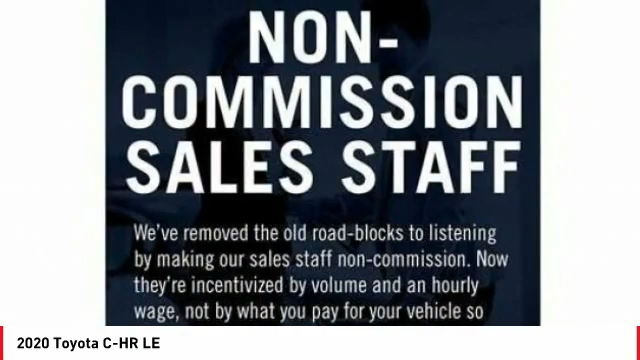 NON-
COMMISSION
SALES STAFF
We've removed the old road-blocks to listening
by making our sales staff non-commission. Now
they're incentivized by volume and an hourly
wage, not by what you pay for your vehicle so
2020 Toyota C-HR LE